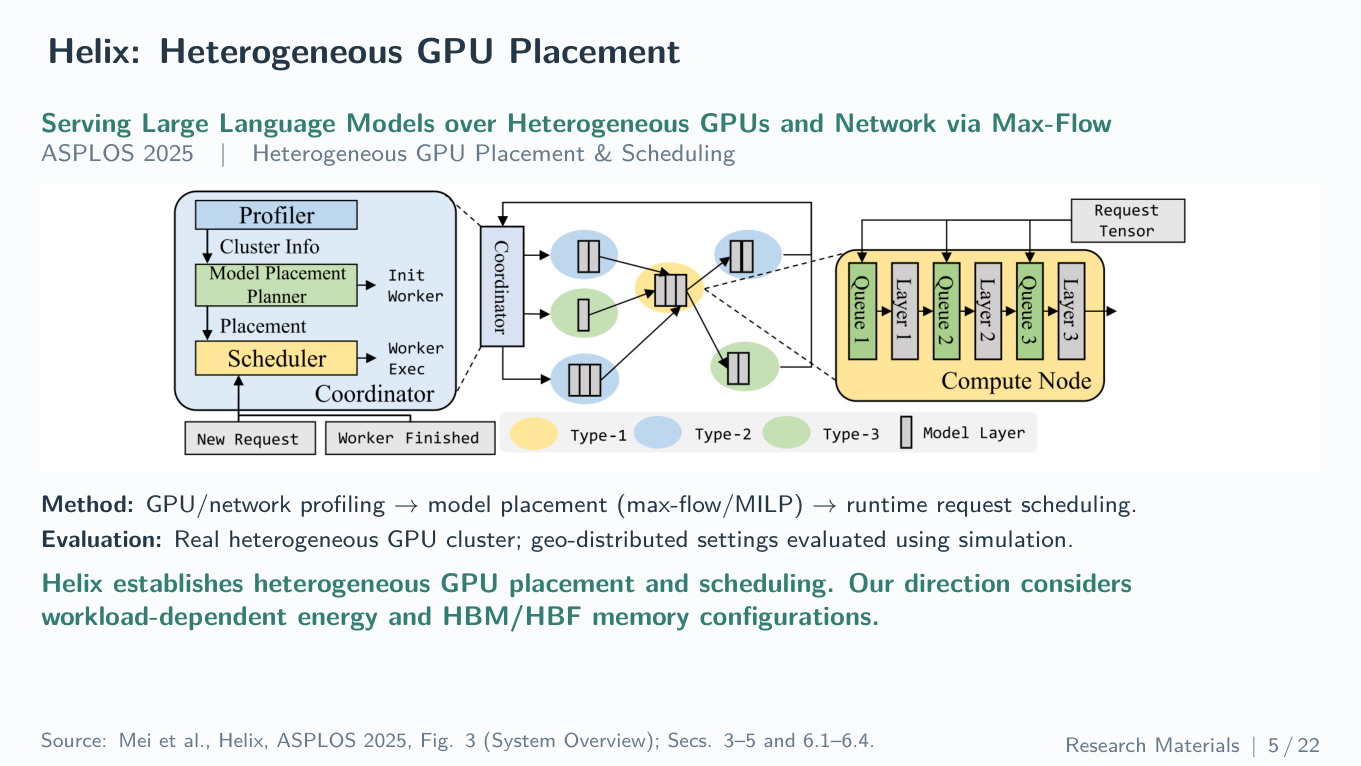 Helix: Heterogeneous GPU Placement
Serving Large Language Models over Heterogeneous GPUs and Network via Max-Flow
ASPLOS 2025 | Heterogeneous GPU Placement & Scheduling
Profiler
Cluster Info
Model Placement
Planner
Init
Worker
Placement
Scheduler
Worker
Exec
Coordinator
New Request
Worker Finished
Coordinator
Type-1
Type-2
Type-3
Model Layer
Request
Tensor
Queue 1
Layer 1
Queue 2
Layer 2
Queue 3
Layer 3
Compute Node
Method: GPU/network profiling → model placement (max-flow/MILP) → runtime request scheduling.
Evaluation: Real heterogeneous GPU cluster; geo-distributed settings evaluated using simulation.
Helix establishes heterogeneous GPU placement and scheduling. Our direction considers
workload-dependent energy and HBM/HBF memory configurations.
Source: Mei et al., Helix, ASPLOS 2025, Fig. 3 (System Overview); Secs. 3–5 and 6.1–6.4.
Research Materials | 5 / 22